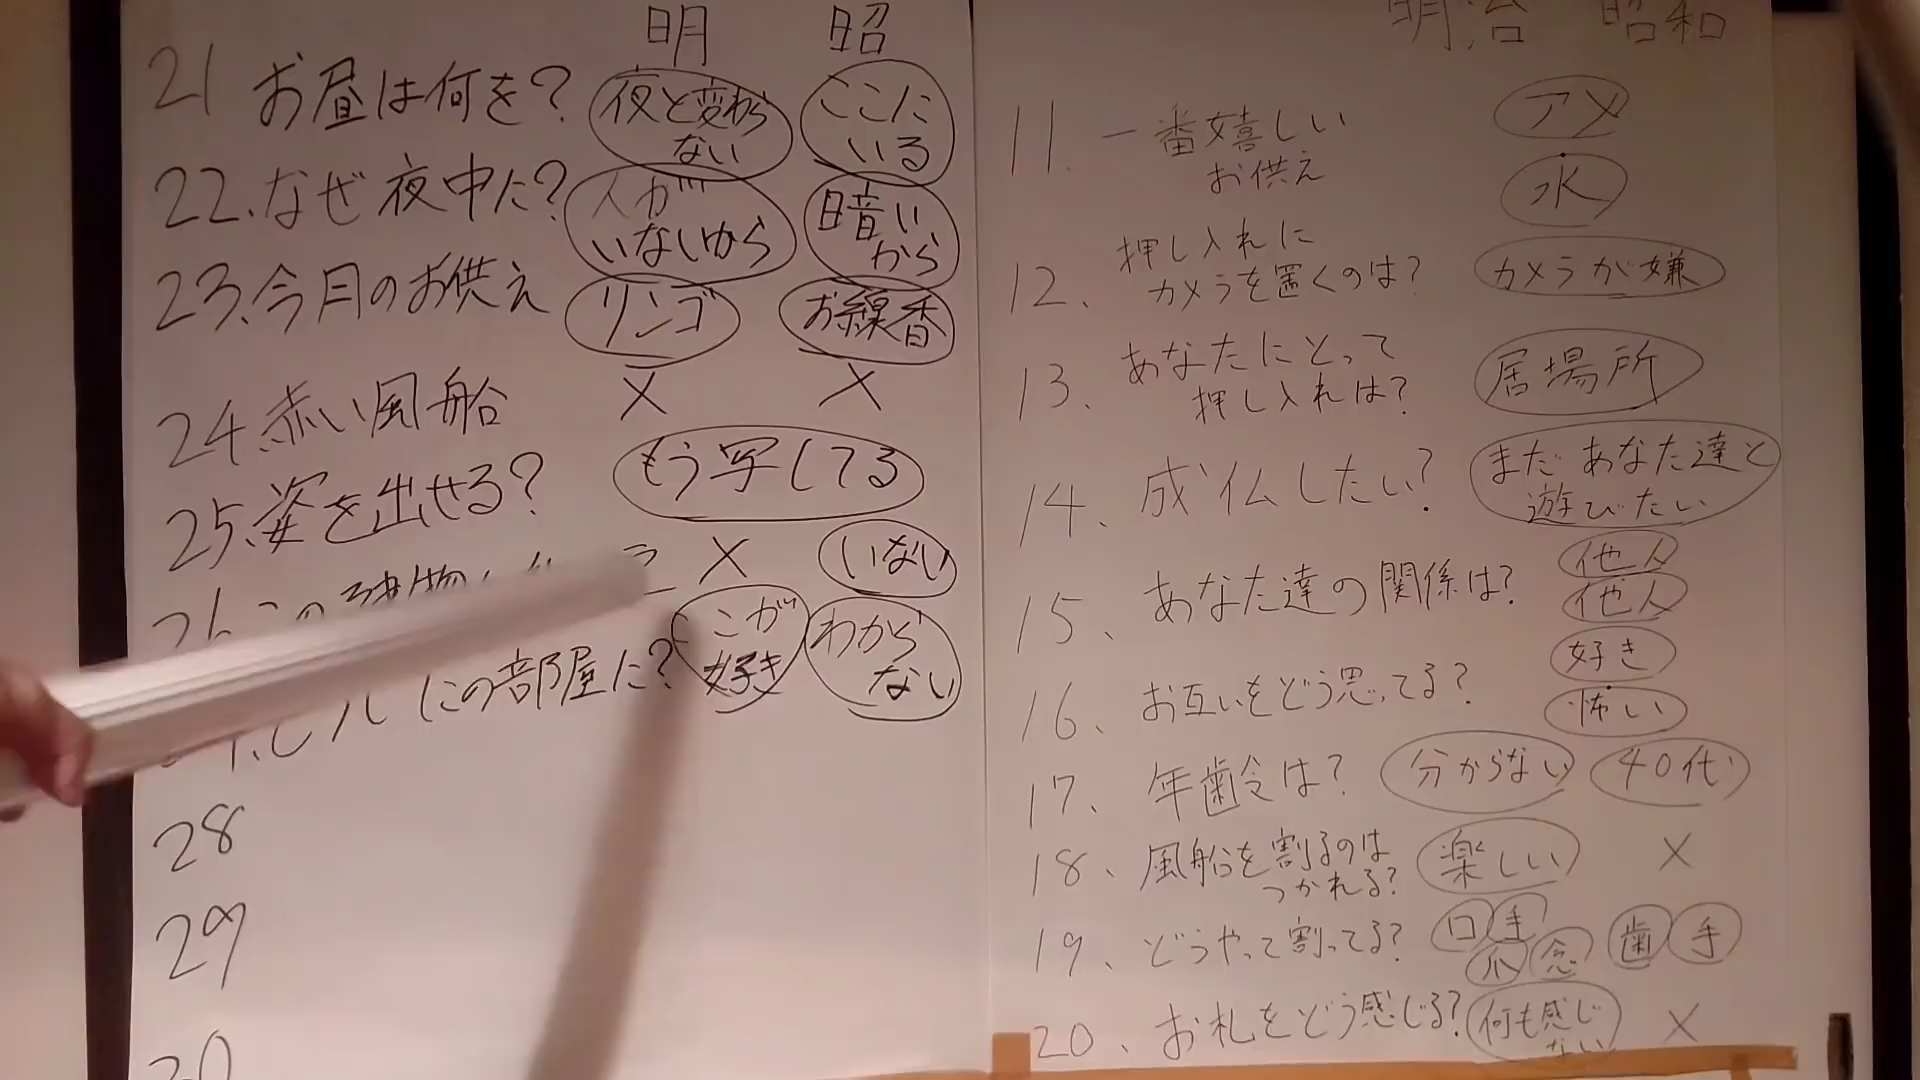 明 昭
21 お昼は何を? 夜と変わら ここに
ない いる
22.なぜ夜中に? 人が 暗い
いないから から
23.今月のお供え リンゴ お線香
24.赤い風船 × ×
25.姿を出せる? もう写してる
26.この建物 × いない
この部屋に? こが わから
好き ない
28
29
30
明治 昭和
11. 一番嬉しい アメ
お供え 水
12、押し入れに
カメラを置くのは? カメラが嫌
13、あなたにとって 居場所
押し入れは?
14、成仏したい? まだあなた達と
遊びたい
15、あなた達の関係は? 他人
他人
16、お互いをどう思ってる? 好き
怖い
17、年齢は? 分からない 40代
18、風船を割るのは 楽しい ×
つかれる?
19、どうやって割ってる? 口 手 歯 手
爪 念
20、お札をどう感じる? 何も感じ ×
ない